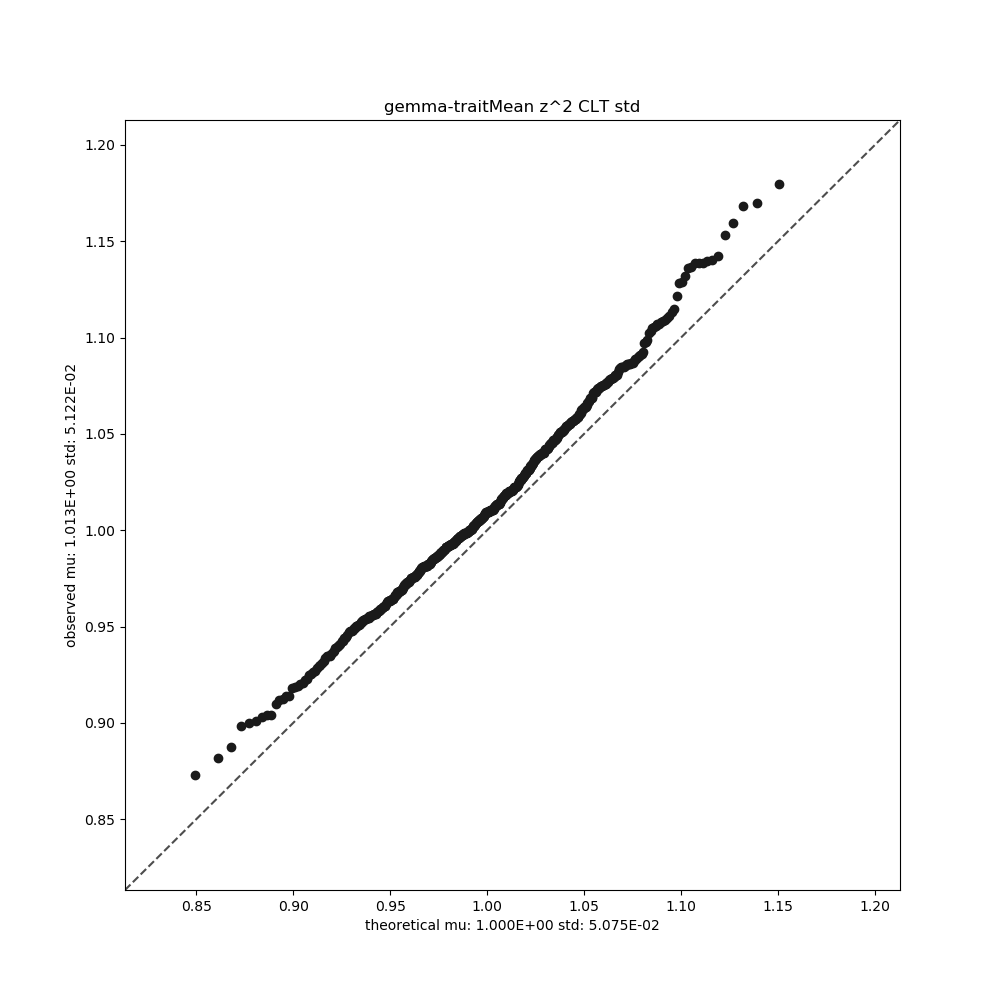 gemma-traitMean z^2 CLT std
1.20
1.15
1.10
1.05
1.00
0.95
0.90
0.85
observed mu: 1.013E+00 std: 5.122E-02
0.85 0.90 0.95 1.00 1.05 1.10 1.15 1.20
theoretical mu: 1.000E+00 std: 5.075E-02